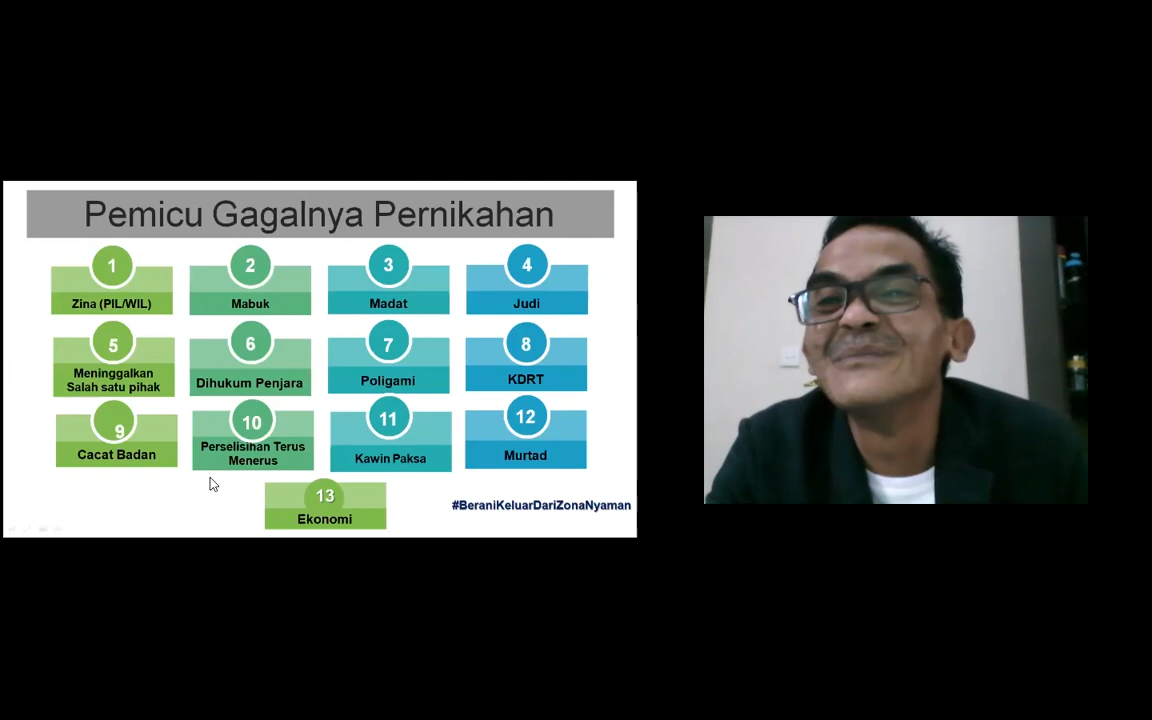 Pemicu Gagalnya Pernikahan
1
Zina (PIL/WIL)
2
Mabuk
3
Madat
4
Judi
5
Meninggalkan
Salah satu pihak
6
Dihukum Penjara
7
Poligami
8
KDRT
9
Cacat Badan
10
Perselisihan Terus
Menerus
11
Kawin Paksa
12
Murtad
13
Ekonomi
#BeraniKeluarDariZonaNyaman